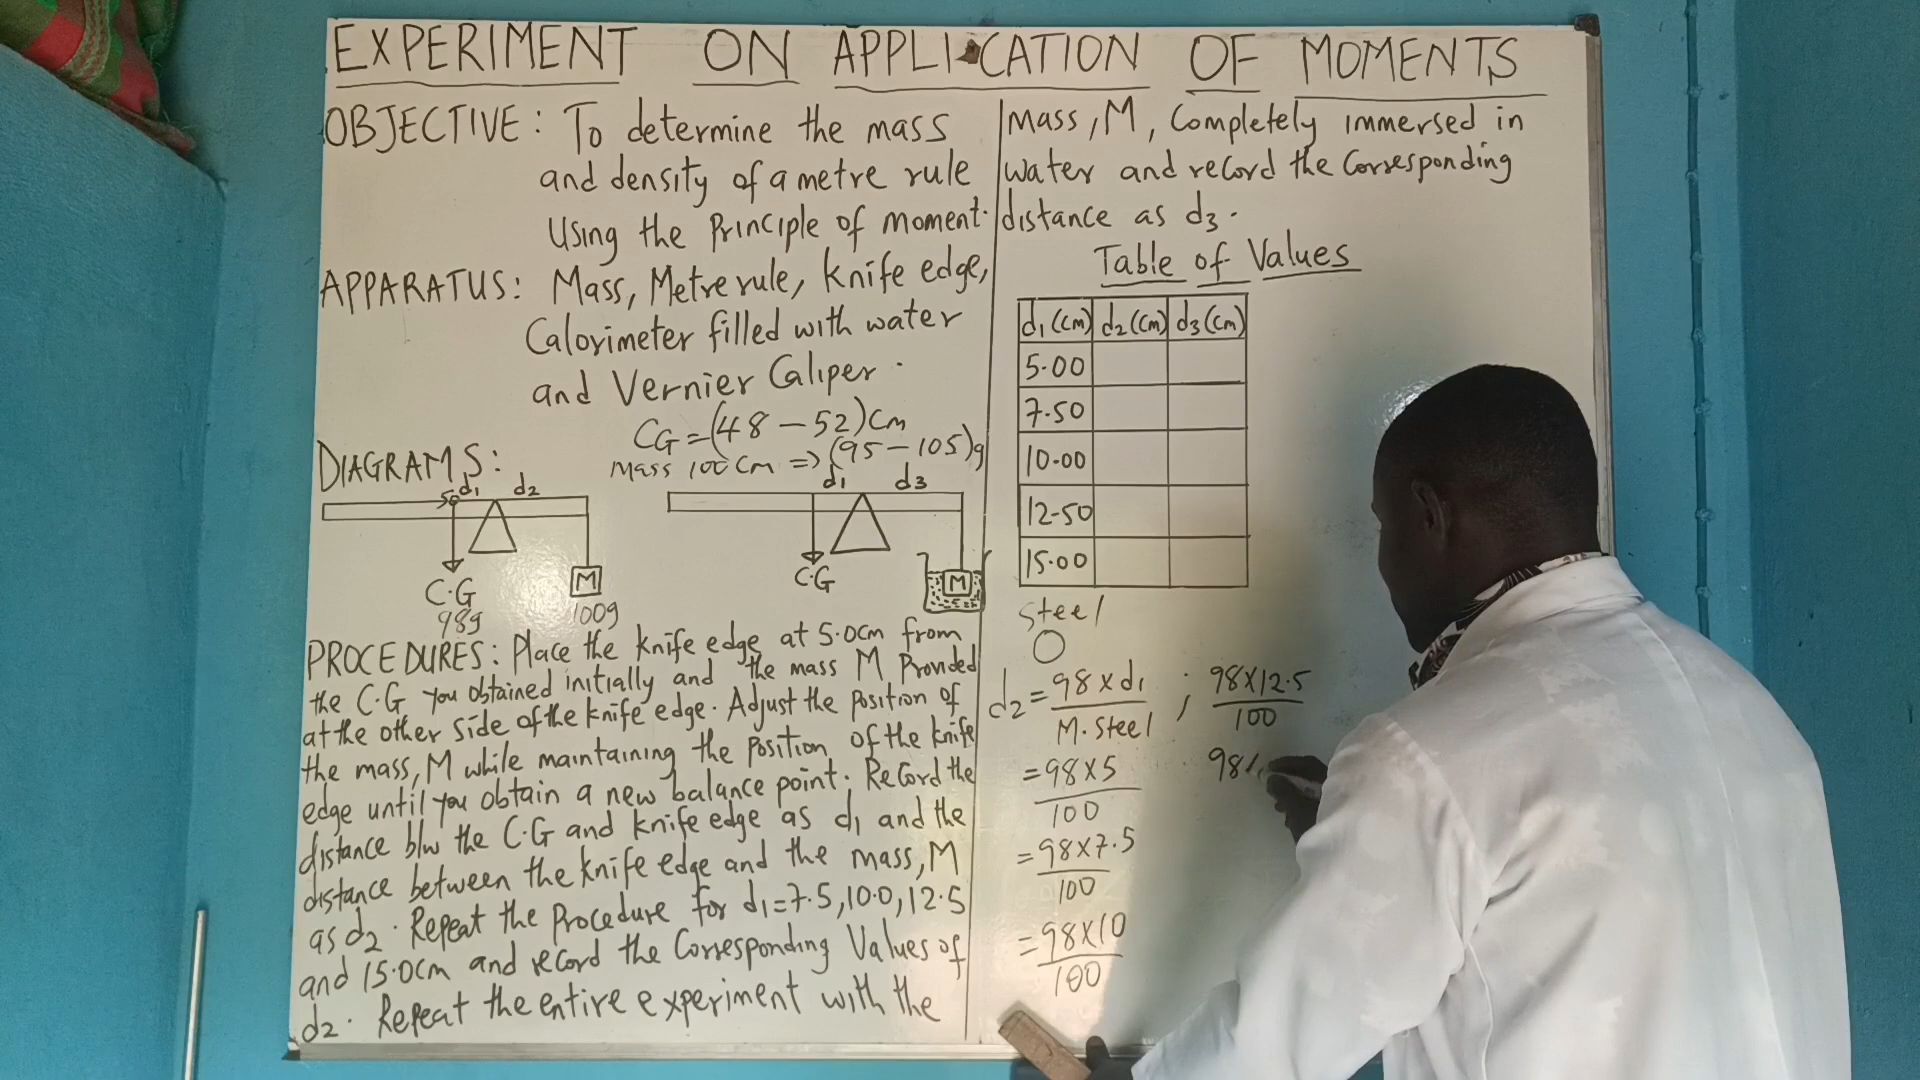 EXPERIMENT ON APPLICATION OF MOMENTS
OBJECTIVE: To determine the mass
and density of a metre rule
Using the Principle of moment.
APPARATUS: Mass, Metre rule, Knife edge,
Calorimeter filled with water
and Vernier Caliper.
CG = (48 - 52)cm
Mass 100cm => (95 - 105)g
DIAGRAMS:
50 d1 d2
C.G M
98g 100g
d1 d3
C.G M
PROCEDURES: Place the Knife edge at 5.0cm from
the C.G you obtained initially and the mass M Provided
at the other side of the Knife edge. Adjust the position of
the mass, M while maintaining the position of the knife
edge until you obtain a new balance point. Record the
distance b/w the C.G and knife edge as d1 and the
distance between the knife edge and the mass, M
as d2. Repeat the Procedure for d1=7.5, 10.0, 12.5
and 15.0cm and record the Corresponding Values of
d2. Repeat the entire experiment with the
mass, M, Completely immersed in
water and record the Corresponding
distance as d3.
Table of Values
d1(cm) d2(cm) d3(cm)
5.00
7.50
10.00
12.50
15.00
Steel
d2 = 98 x d1 / M. Steel ; 98x12.5 / 100
= 98 x 5 / 100
98x
= 98x7.5 / 100
= 98x10 / 100